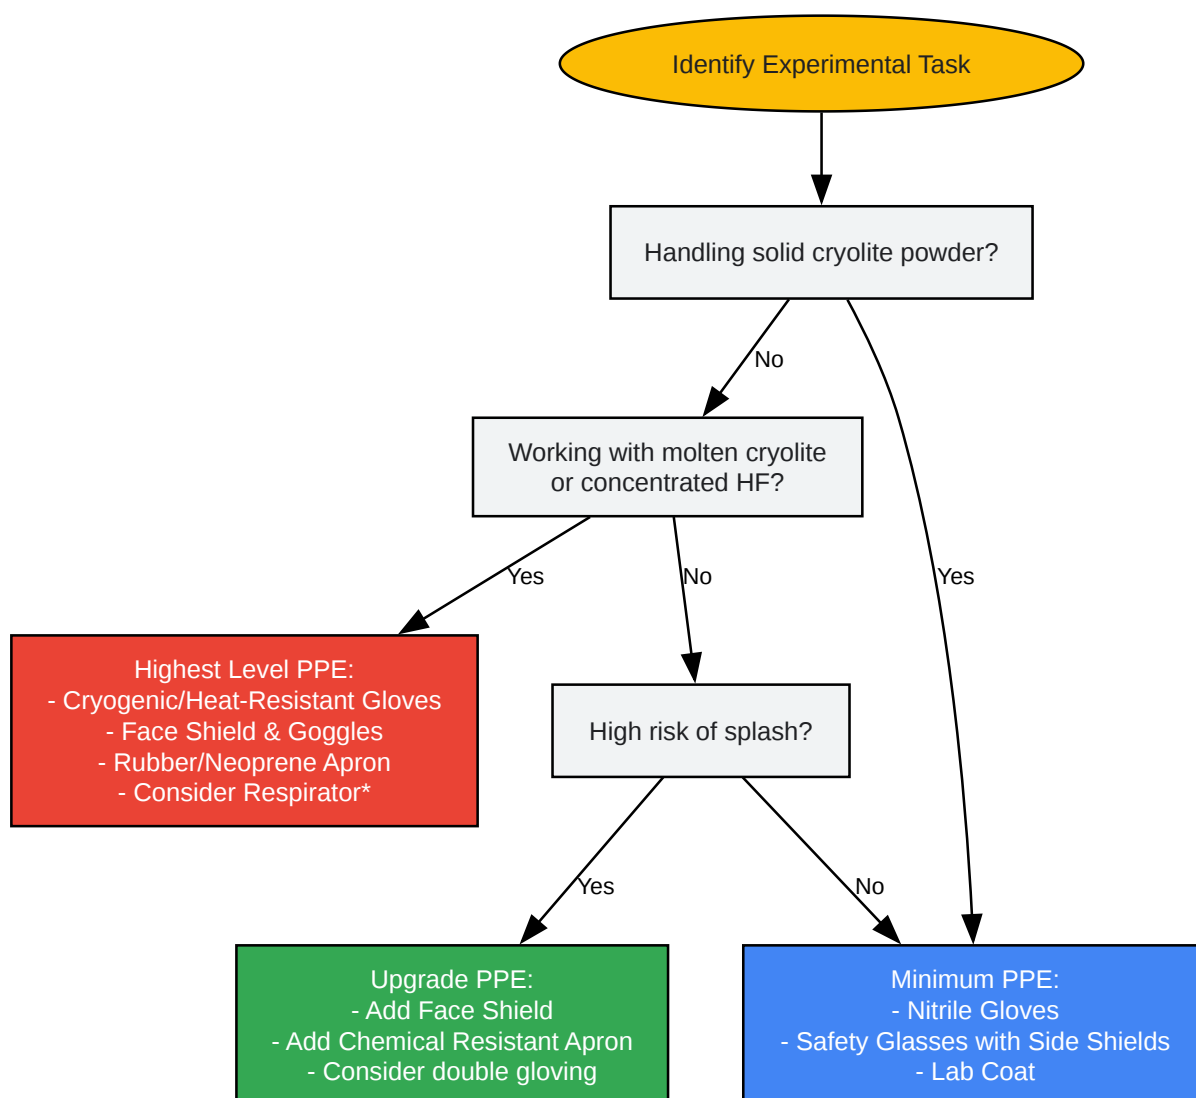 Identify Experimental Task
Handling solid cryolite powder?
No
Working with molten cryolite
or concentrated HF?
Yes
No
Yes
Highest Level PPE:
- Cryogenic/Heat-Resistant Gloves
- Face Shield & Goggles
- Rubber/Neoprene Apron
- Consider Respirator*
High risk of splash?
Yes
No
Upgrade PPE:
- Add Face Shield
- Add Chemical Resistant Apron
- Consider double gloving
Minimum PPE:
- Nitrile Gloves
- Safety Glasses with Side Shields
- Lab Coat